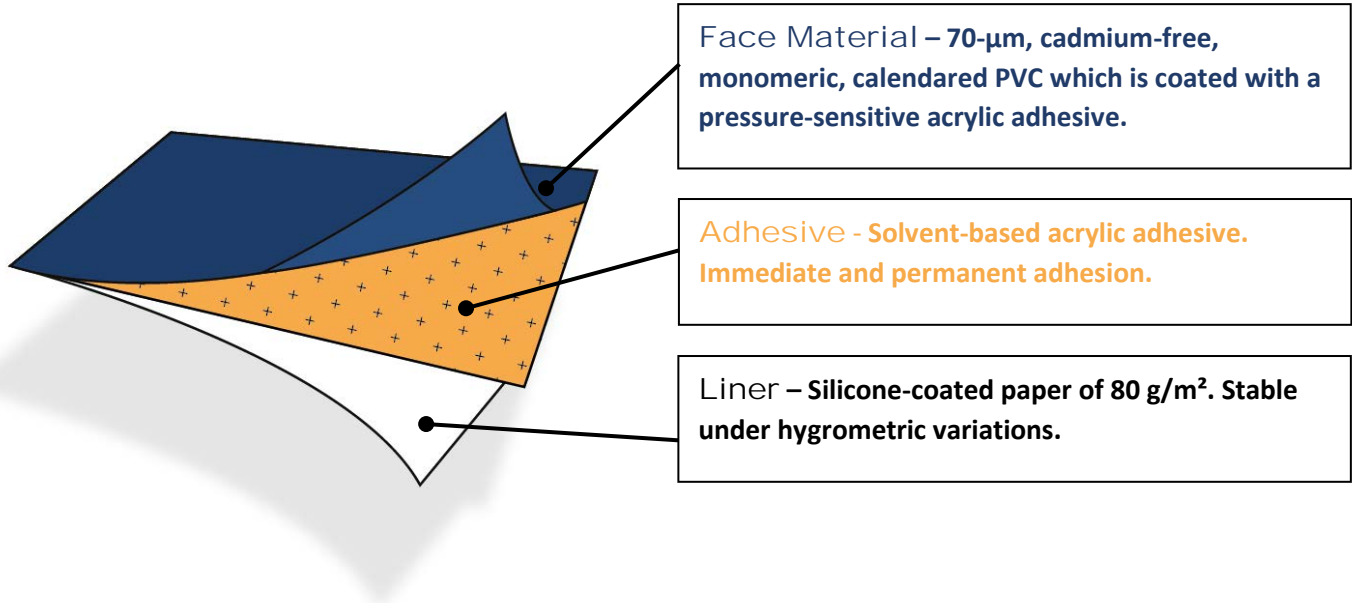 Face Material – 70-µm, cadmium-free,
monomeric, calendared PVC which is coated with a
pressure-sensitive acrylic adhesive.
Adhesive - Solvent-based acrylic adhesive.
Immediate and permanent adhesion.
Liner – Silicone-coated paper of 80 g/m². Stable
under hygrometric variations.